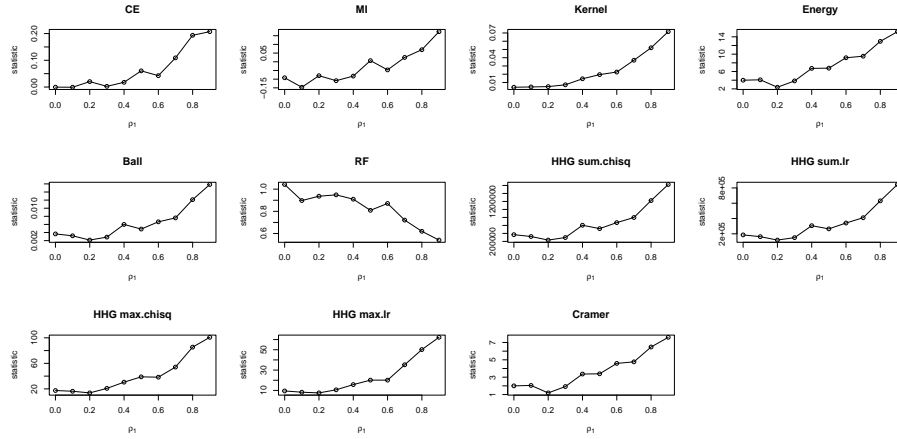 CE
statistic
0.00 0.10 0.20
0.0 0.2 0.4 0.6 0.8
ρ1
MI
statistic
−0.15 0.05
0.0 0.2 0.4 0.6 0.8
ρ1
Kernel
statistic
0.01 0.04 0.07
0.0 0.2 0.4 0.6 0.8
ρ1
Energy
statistic
2 6 10 14
0.0 0.2 0.4 0.6 0.8
ρ1
Ball
statistic
0.002 0.010
0.0 0.2 0.4 0.6 0.8
ρ1
RF
statistic
0.6 0.8 1.0
0.0 0.2 0.4 0.6 0.8
ρ1
HHG sum.chisq
statistic
200000 1200000
0.0 0.2 0.4 0.6 0.8
ρ1
HHG sum.lr
statistic
2e+05 8e+05
0.0 0.2 0.4 0.6 0.8
ρ1
HHG max.chisq
statistic
20 60 100
0.0 0.2 0.4 0.6 0.8
ρ1
HHG max.lr
statistic
10 30 50
0.0 0.2 0.4 0.6 0.8
ρ1
Cramer
statistic
1 3 5 7
0.0 0.2 0.4 0.6 0.8
ρ1